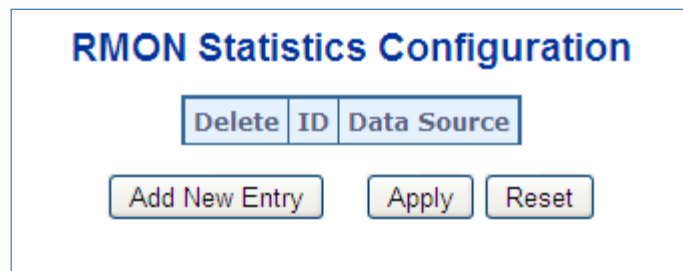 RMON Statistics Configuration
Delete ID Data Source
Add New Entry Apply Reset